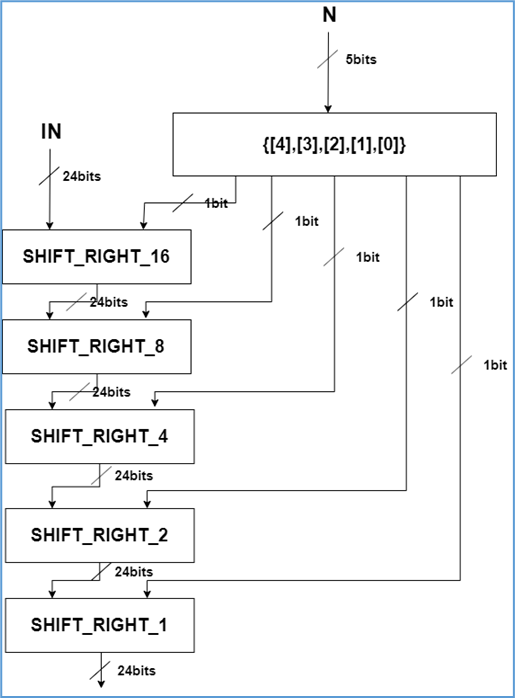 N
5bits
{[4],[3],[2],[1],[0]}
IN
24bits
1bit
1bit
SHIFT_RIGHT_16
1bit
24bits
1bit
SHIFT_RIGHT_8
1bit
24bits
SHIFT_RIGHT_4
24bits
SHIFT_RIGHT_2
24bits
SHIFT_RIGHT_1
24bits